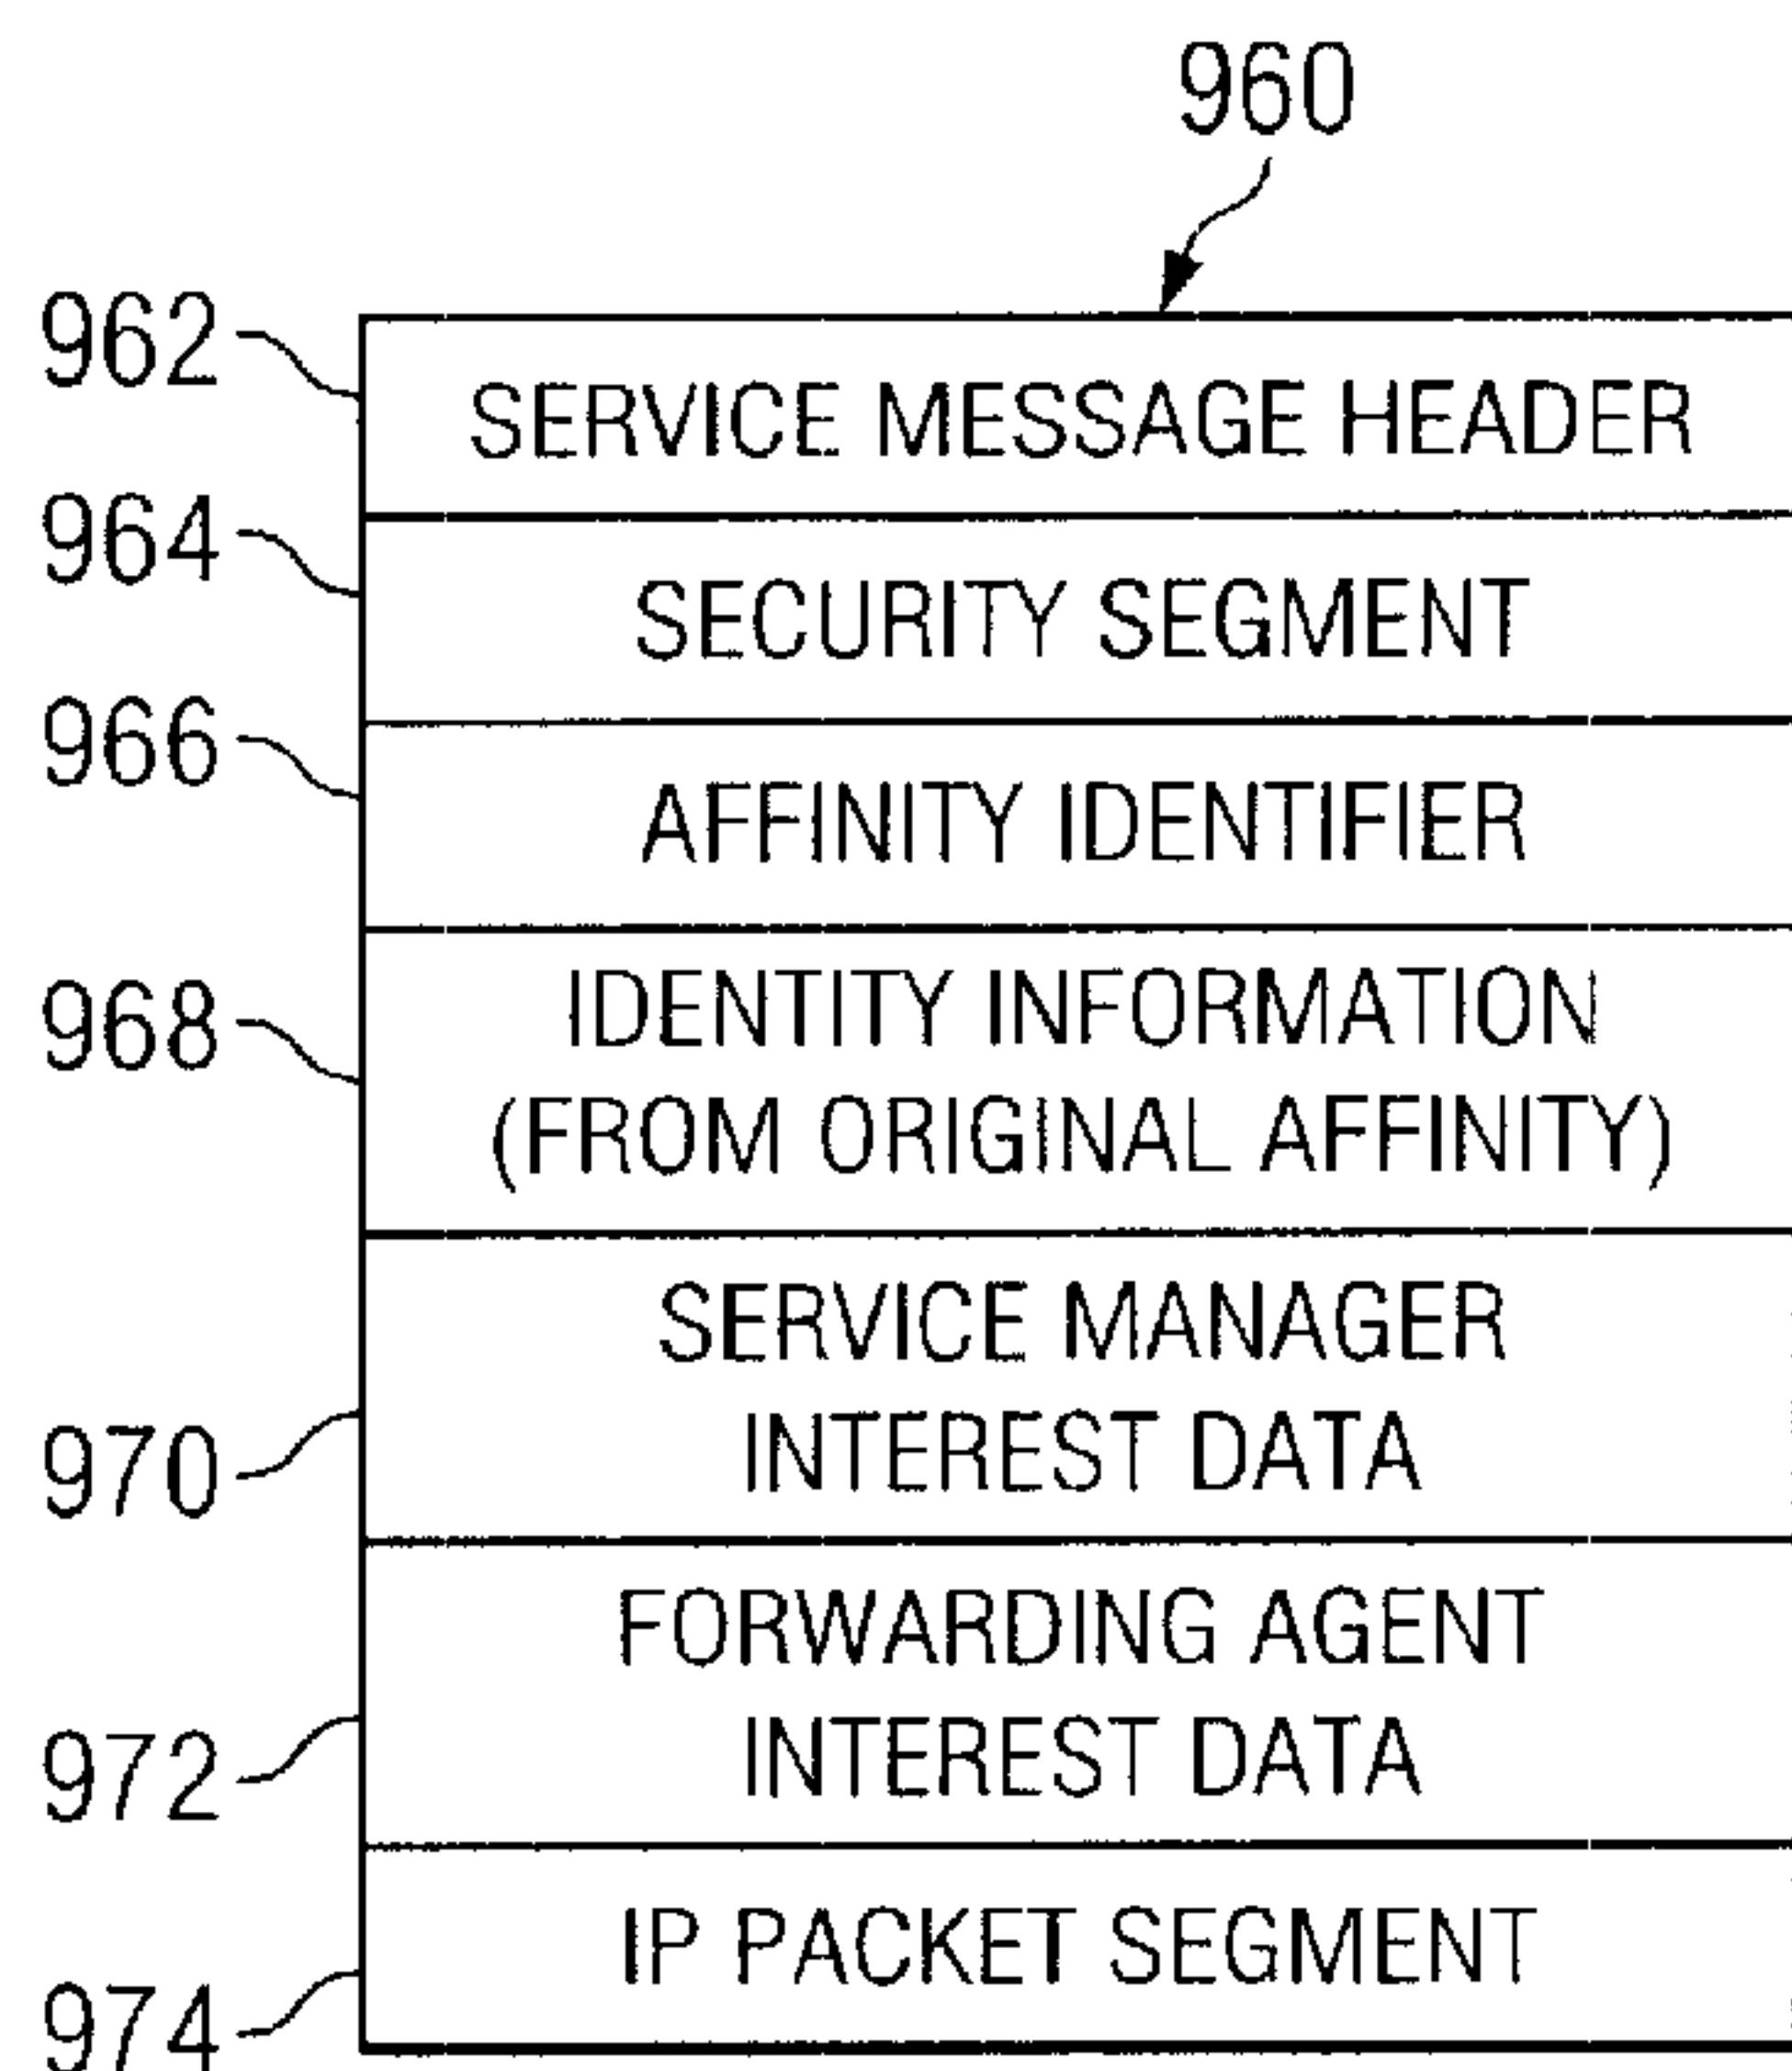 960
962
SERVICE MESSAGE HEADER
964
SECURITY SEGMENT
966
AFFINITY IDENTIFIER
968
IDENTITY INFORMATION
(FROM ORIGINAL AFFINITY)
970
SERVICE MANAGER
INTEREST DATA
972
FORWARDING AGENT
INTEREST DATA
974
IP PACKET SEGMENT